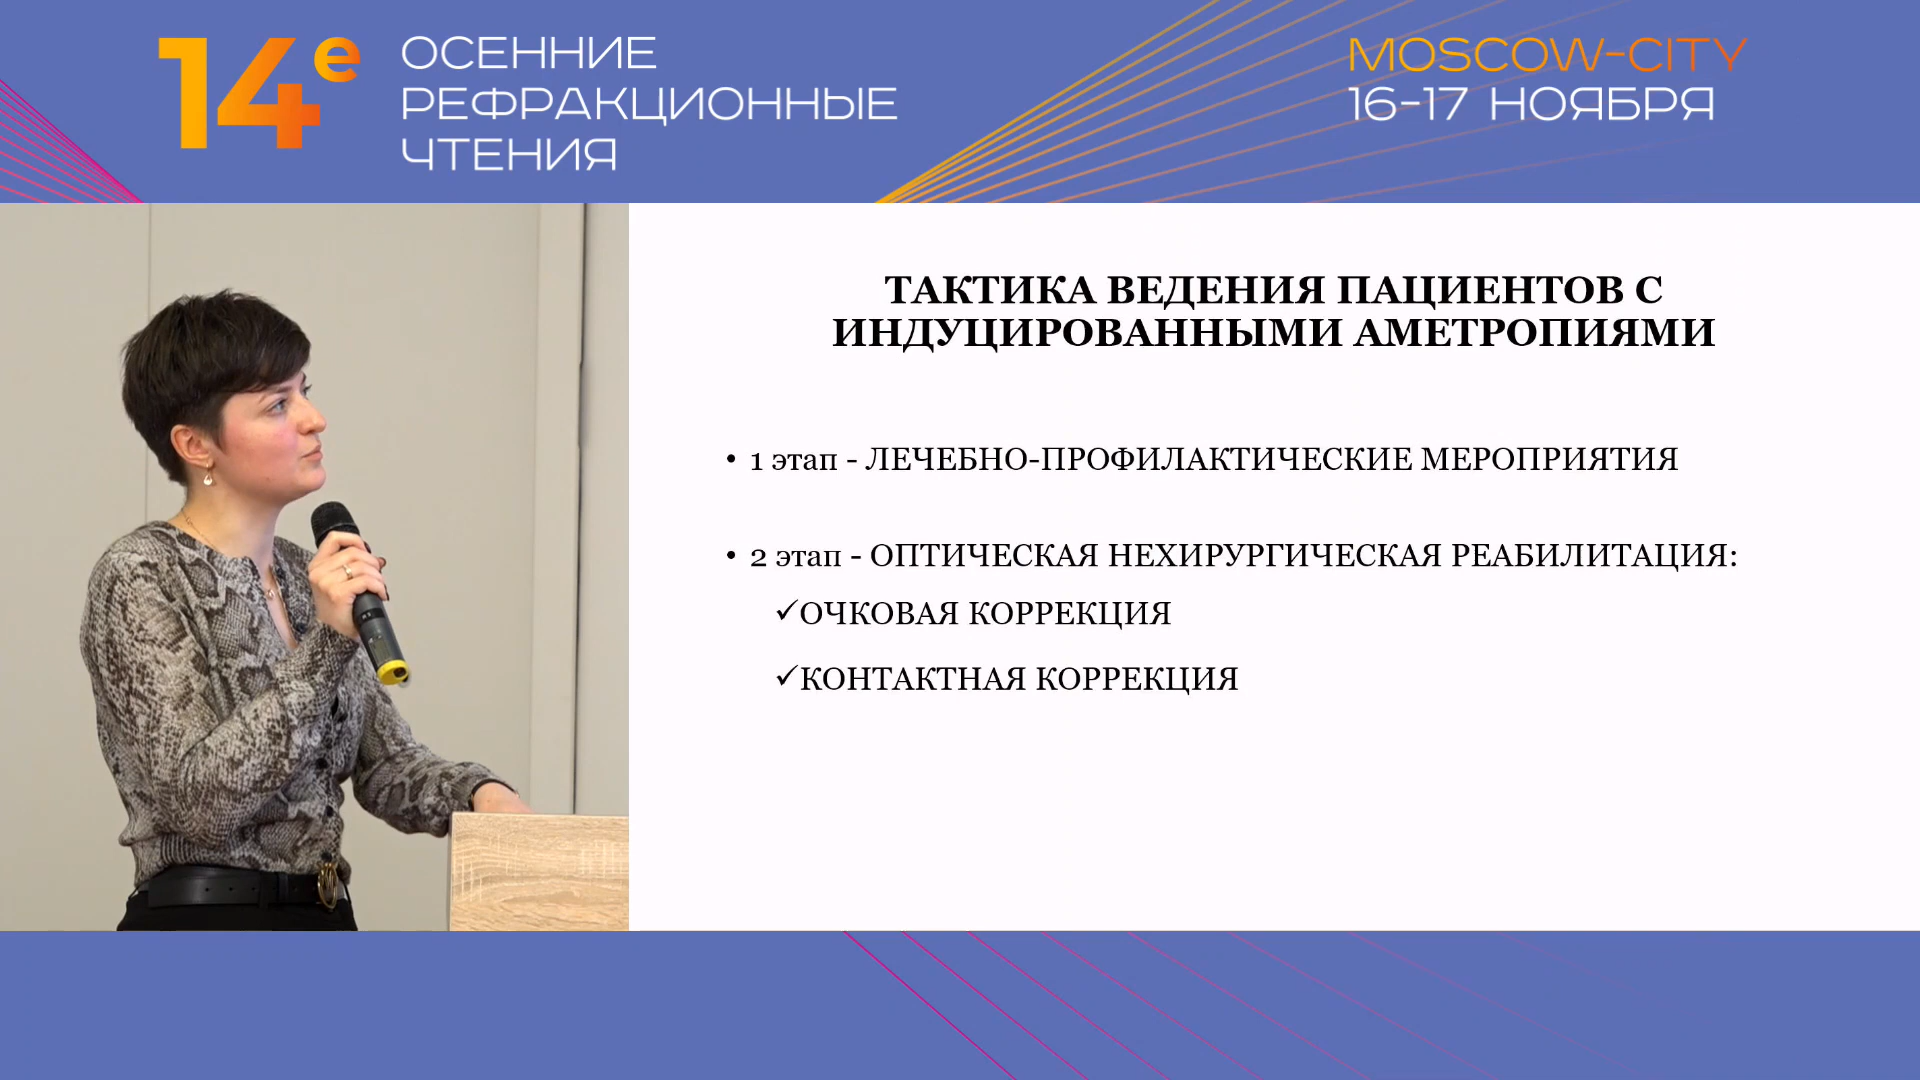 14е
ОСЕННИЕ
РЕФРАКЦИОННЫЕ
ЧТЕНИЯ
MOSCOW-CITY
16-17 НОЯБРЯ
ТАКТИКА ВЕДЕНИЯ ПАЦИЕНТОВ С
ИНДУЦИРОВАННЫМИ АМЕТРОПИЯМИ
• 1 этап - ЛЕЧЕБНО-ПРОФИЛАКТИЧЕСКИЕ МЕРОПРИЯТИЯ
• 2 этап - ОПТИЧЕСКАЯ НЕХИРУРГИЧЕСКАЯ РЕАБИЛИТАЦИЯ:
✓ОЧКОВАЯ КОРРЕКЦИЯ
✓КОНТАКТНАЯ КОРРЕКЦИЯ